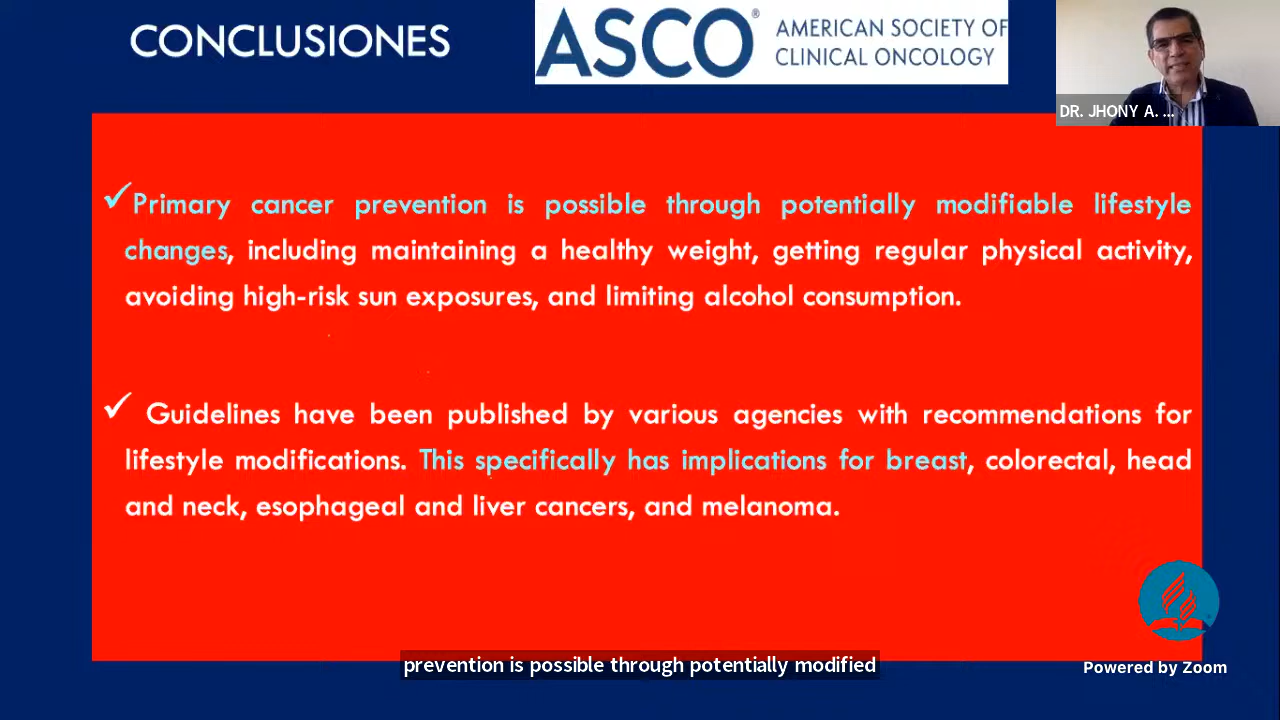 CONCLUSIONES
ASCO®
AMERICAN SOCIETY OF
CLINICAL ONCOLOGY
DR. JHONY A. ...
✓Primary cancer prevention is possible through potentially modifiable lifestyle
changes, including maintaining a healthy weight, getting regular physical activity,
avoiding high-risk sun exposures, and limiting alcohol consumption.
✓ Guidelines have been published by various agencies with recommendations for
lifestyle modifications. This specifically has implications for breast, colorectal, head
and neck, esophageal and liver cancers, and melanoma.
prevention is possible through potentially modified
Powered by Zoom